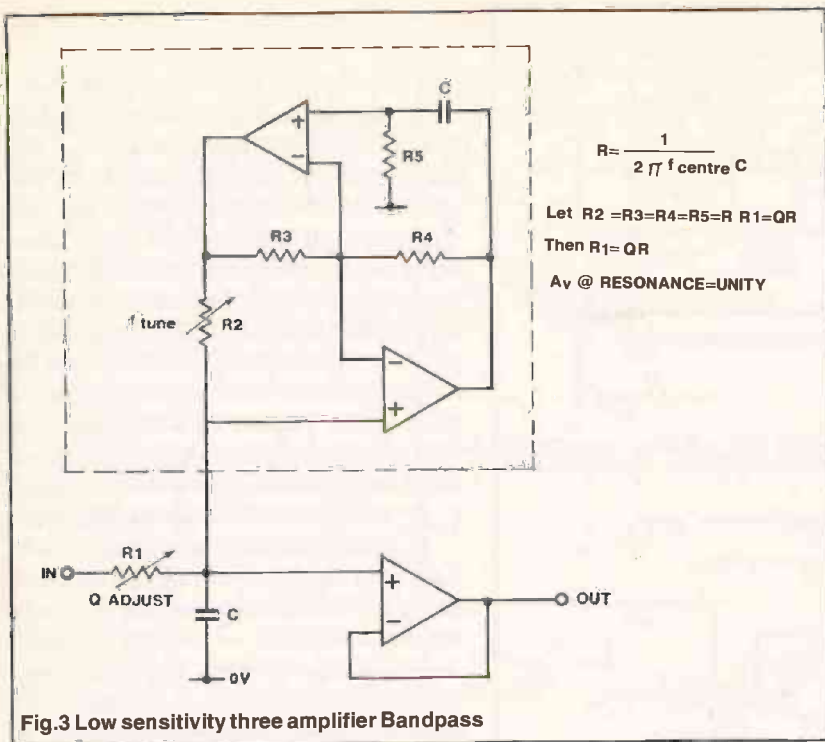 C
+
−
R5
R3
R4
f tune
R2
−
+
R1
IN
Q ADJUST
C
+
−
OUT
0V
R= 1
2 π f centre C
Let R2 =R3=R4=R5=R R1=QR
Then R1=QR
Av @ RESONANCE=UNITY
Fig.3 Low sensitivity three amplifier Bandpass